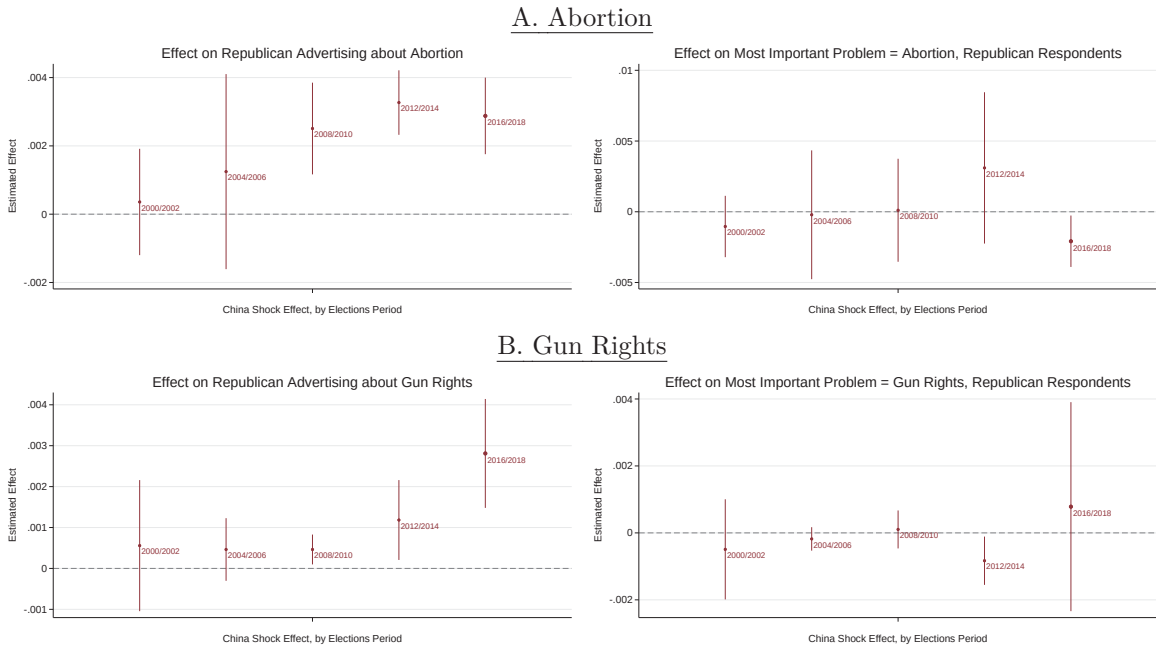 A. Abortion
Effect on Republican Advertising about Abortion
.004
.002
0
-.002
Estimated Effect
2000/2002
2004/2006
2008/2010
2012/2014
2016/2018
China Shock Effect, by Elections Period
Effect on Most Important Problem = Abortion, Republican Respondents
.01
.005
0
-.005
Estimated Effect
2000/2002
2004/2006
2008/2010
2012/2014
2016/2018
China Shock Effect, by Elections Period
B. Gun Rights
Effect on Republican Advertising about Gun Rights
.004
.003
.002
.001
0
-.001
Estimated Effect
2000/2002
2004/2006
2008/2010
2012/2014
2016/2018
China Shock Effect, by Elections Period
Effect on Most Important Problem = Gun Rights, Republican Respondents
.004
.002
0
-.002
Estimated Effect
2000/2002
2004/2006
2008/2010
2012/2014
2016/2018
China Shock Effect, by Elections Period